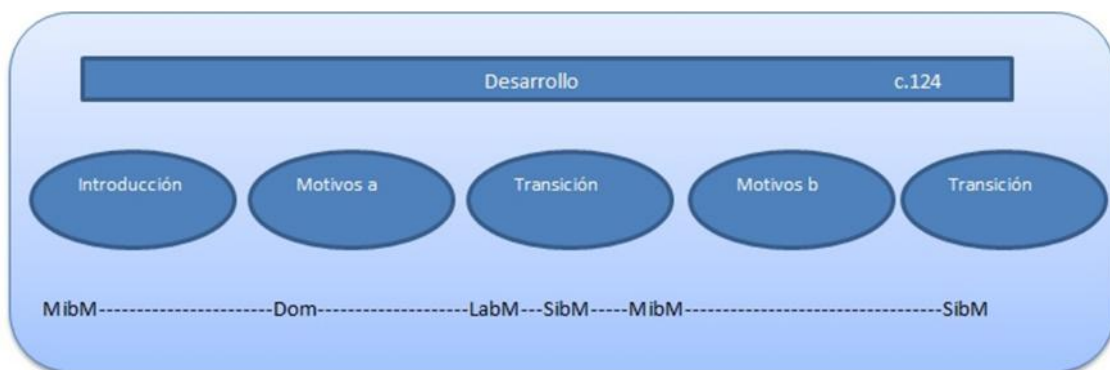 Desarrollo c.124
Introducción Motivos a Transición Motivos b Transición
MibM-----------------------Dom--------------------LabM---SibM-----MibM----------------------------------SibM